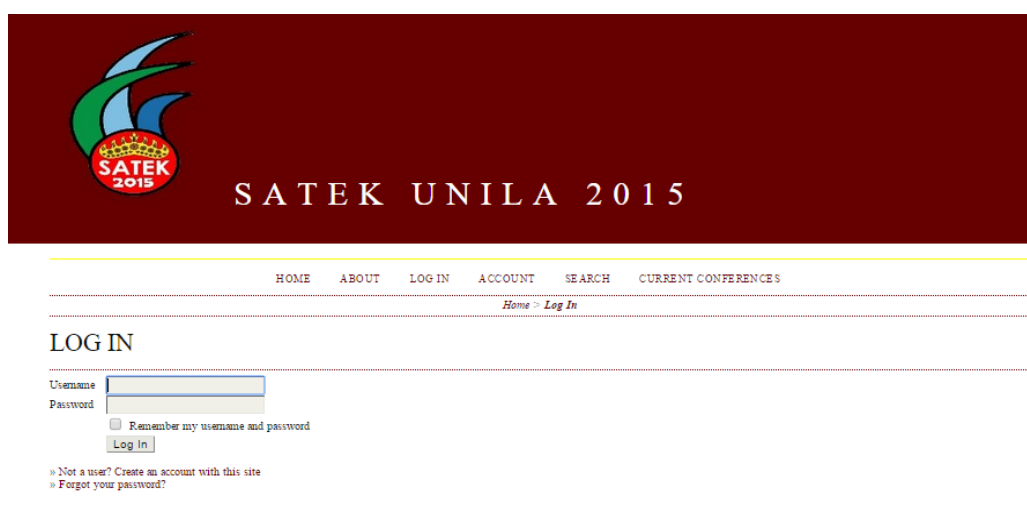 SATEK
2015
SATEK UNILA 2015
HOME ABOUT LOG IN ACCOUNT SEARCH CURRENT CONFERENCES
Home > Log In
LOG IN
Username
Password
Remember my username and password
Log In
» Not a user? Create an account with this site
» Forgot your password?